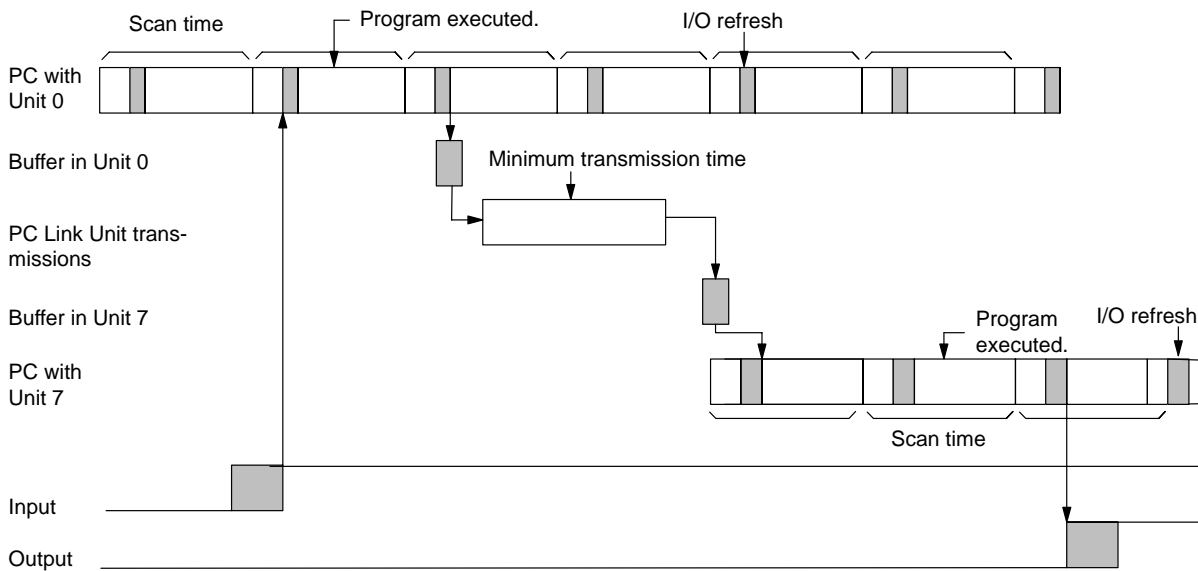 Scan time
Program executed.
I/O refresh
PC with
Unit 0
Buffer in Unit 0
Minimum transmission time
PC Link Unit trans-
missions
Buffer in Unit 7
Program
executed.
I/O refresh
PC with
Unit 7
Scan time
Input
Output